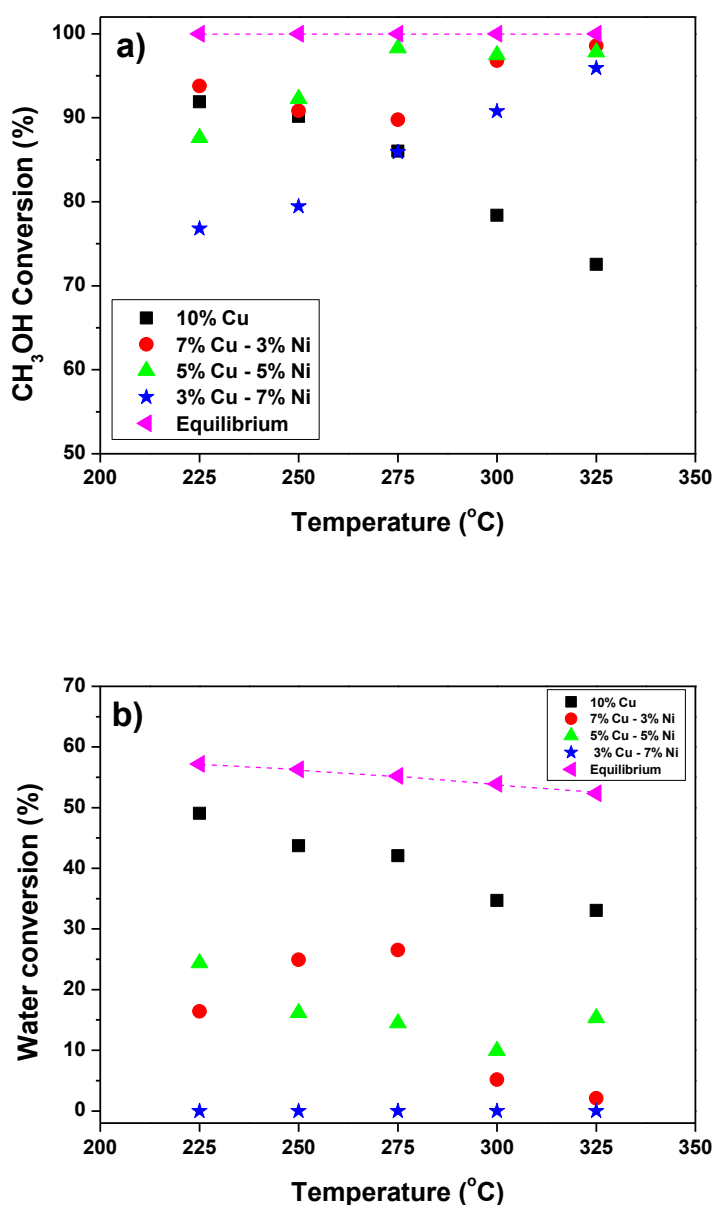 a)
100
90
80
70
60
50
CH₃OH Conversion (%)
10% Cu
7% Cu - 3% Ni
5% Cu - 5% Ni
3% Cu - 7% Ni
Equilibrium
200 225 250 275 300 325 350
Temperature (°C)
b)
70
60
50
40
30
20
10
0
Water conversion (%)
10% Cu
7% Cu - 3% Ni
5% Cu - 5% Ni
3% Cu - 7% Ni
Equilibrium
200 225 250 275 300 325 350
Temperature (°C)